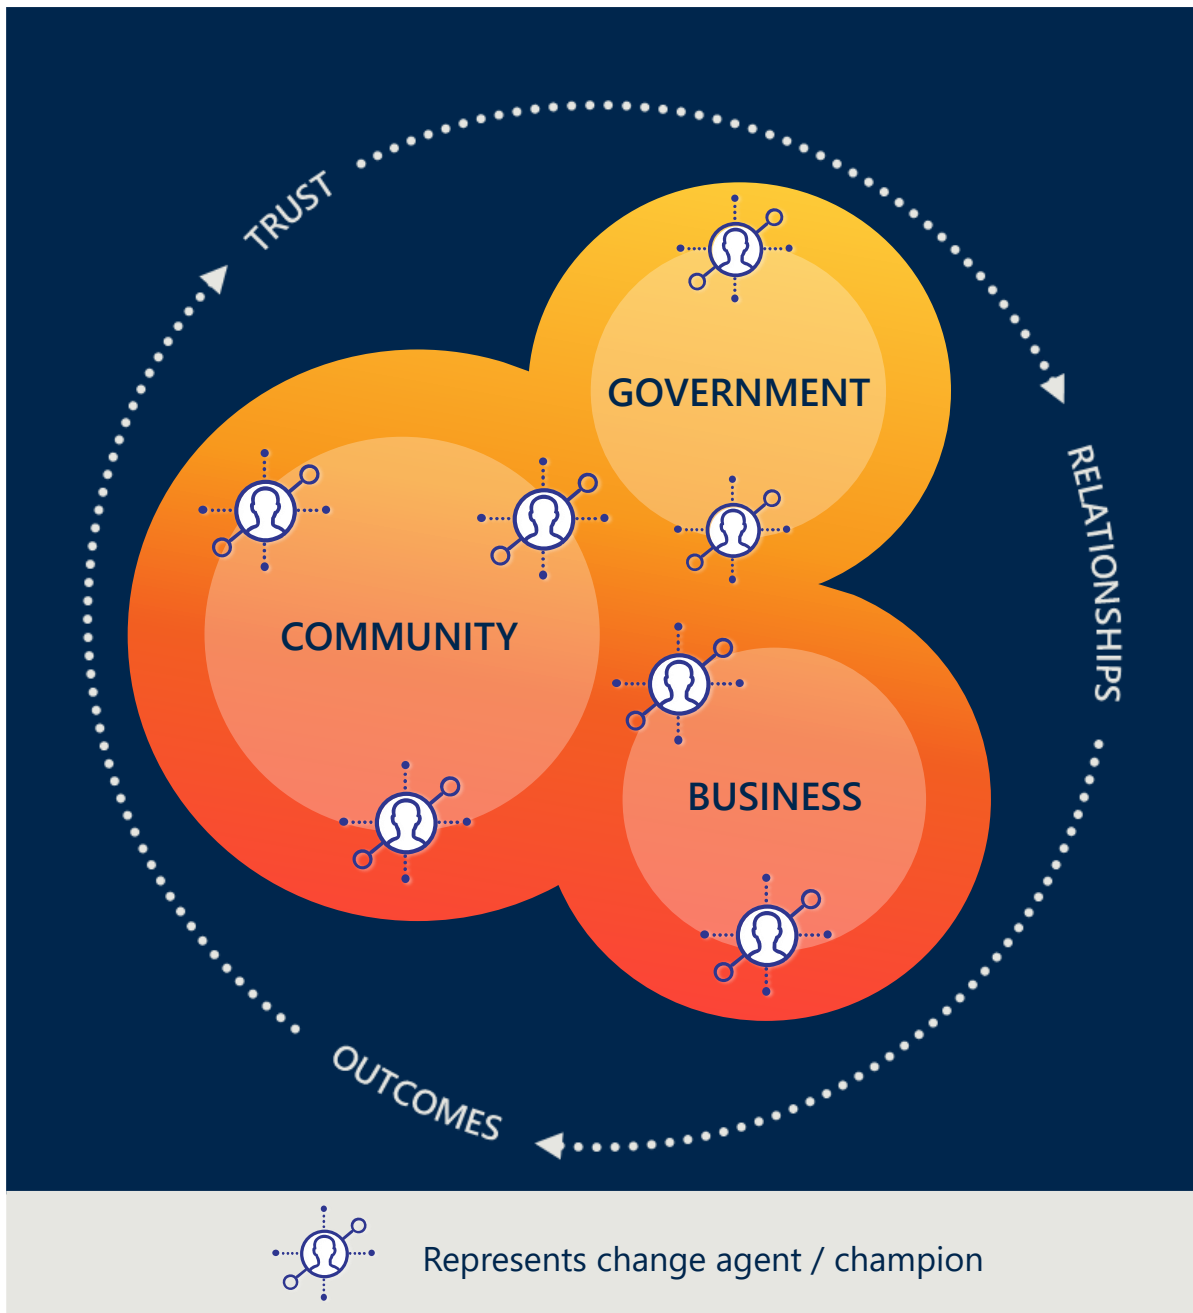 TRUST
GOVERNMENT
RELATIONSHIPS
COMMUNITY
BUSINESS
OUTCOMES
Represents change agent / champion